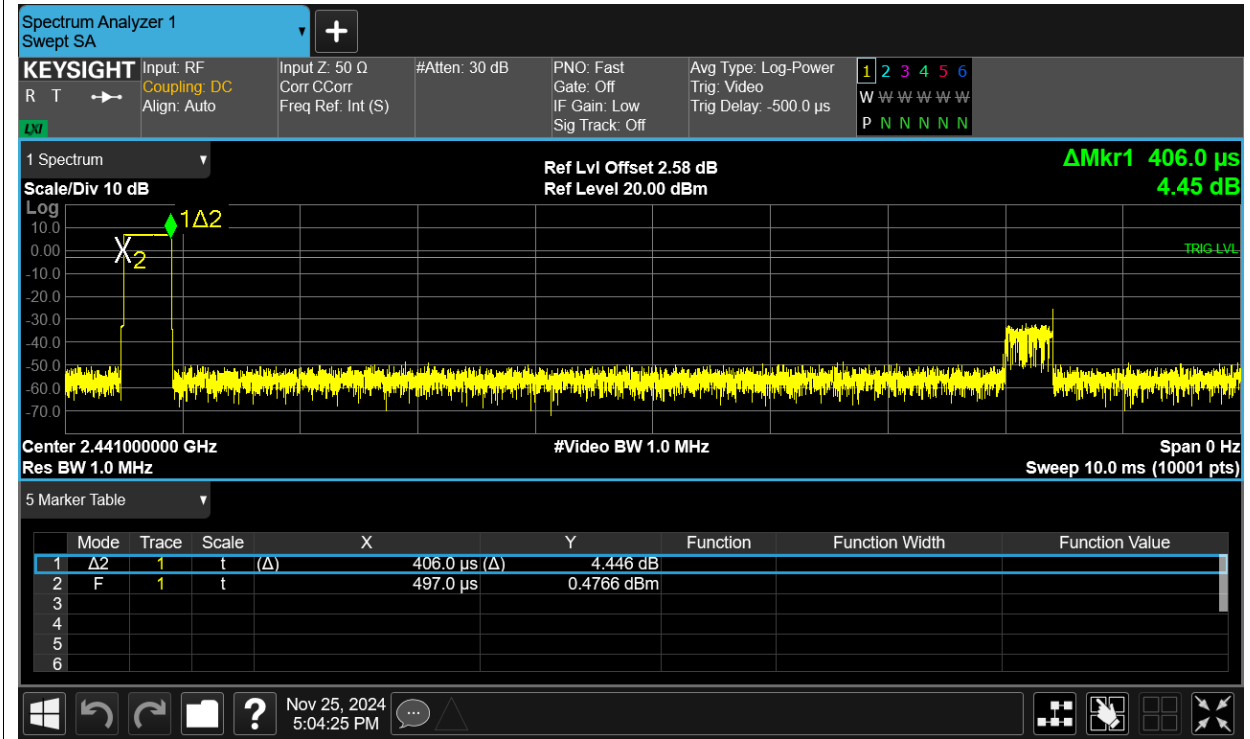 Spectrum Analyzer 1
Swept SA
+
KEYSIGHT Input: RF Input Z: 50 Ω #Atten: 30 dB PNO: Fast Avg Type: Log-Power 1 2 3 4 5 6
R T Coupling: DC Corr CCorr Gate: Off Trig: Video W W W W W W
Align: Auto Freq Ref: Int (S) IF Gain: Low Trig Delay: -500.0 µs P N N N N N
LXI Sig Track: Off
1 Spectrum
Ref Lvl Offset 2.58 dB ΔMkr1 406.0 µs
Scale/Div 10 dB Ref Level 20.00 dBm 4.45 dB
Log
10.0
0.00
-10.0
-20.0
-30.0
-40.0
-50.0
-60.0
-70.0
1Δ2
X2
TRIG LVL
Center 2.441000000 GHz #Video BW 1.0 MHz Span 0 Hz
Res BW 1.0 MHz Sweep 10.0 ms (10001 pts)
5 Marker Table
Mode Trace Scale X Y Function Function Width Function Value
1 Δ2 1 t (Δ) 406.0 µs (Δ) 4.446 dB
2 F 1 t 497.0 µs 0.4766 dBm
3
4
5
6
? Nov 25, 2024
5:04:25 PM